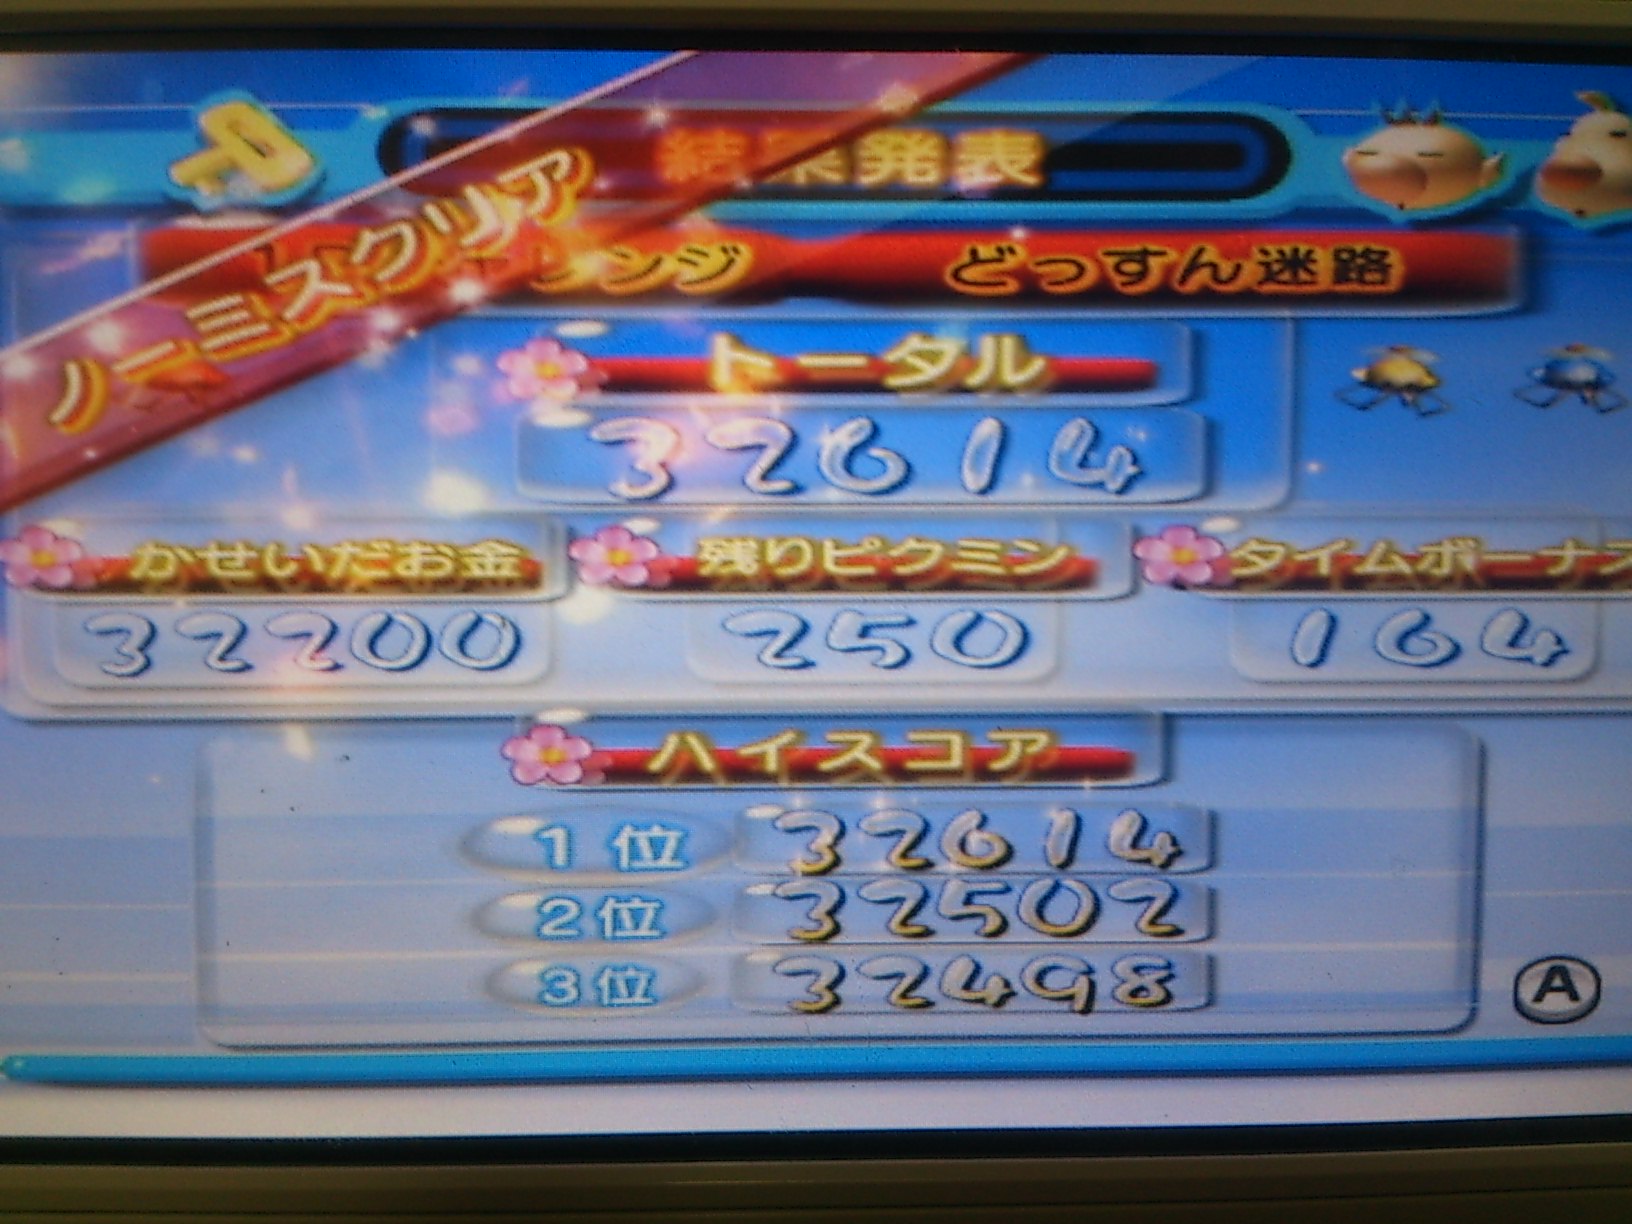 結果発表
ノーミスクリア
レンジ どっすん迷路
トータル
32614
かせいだお金 残りピクミン タイムボーナス
32200 250 164
ハイスコア
1位 32614
2位 32502
3位 32498
A